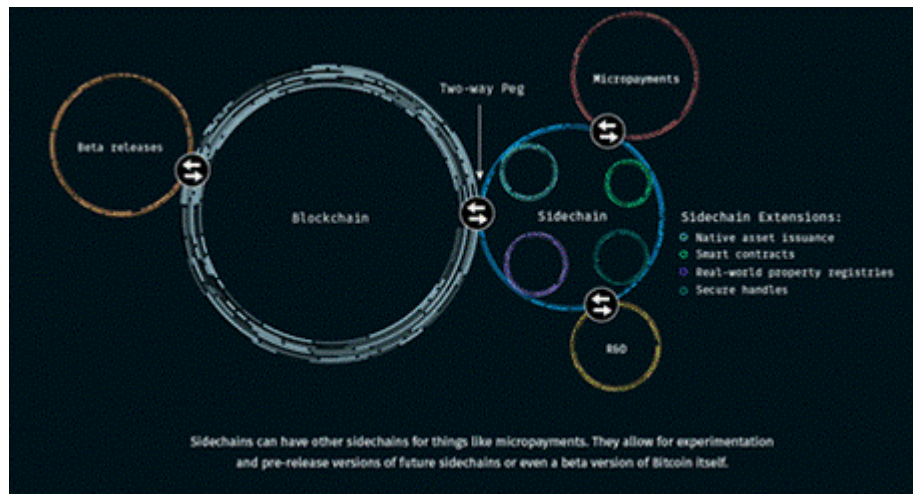 Two-way Peg
Micropayments
Beta releases
Blockchain
Sidechain
Sidechain Extensions:
Native asset issuance
Smart contracts
Real-world property registries
Secure handles
R&D
Sidechains can have other sidechains for things like micropayments. They allow for experimentation
and pre-release versions of future sidechains or even a beta version of Bitcoin itself.